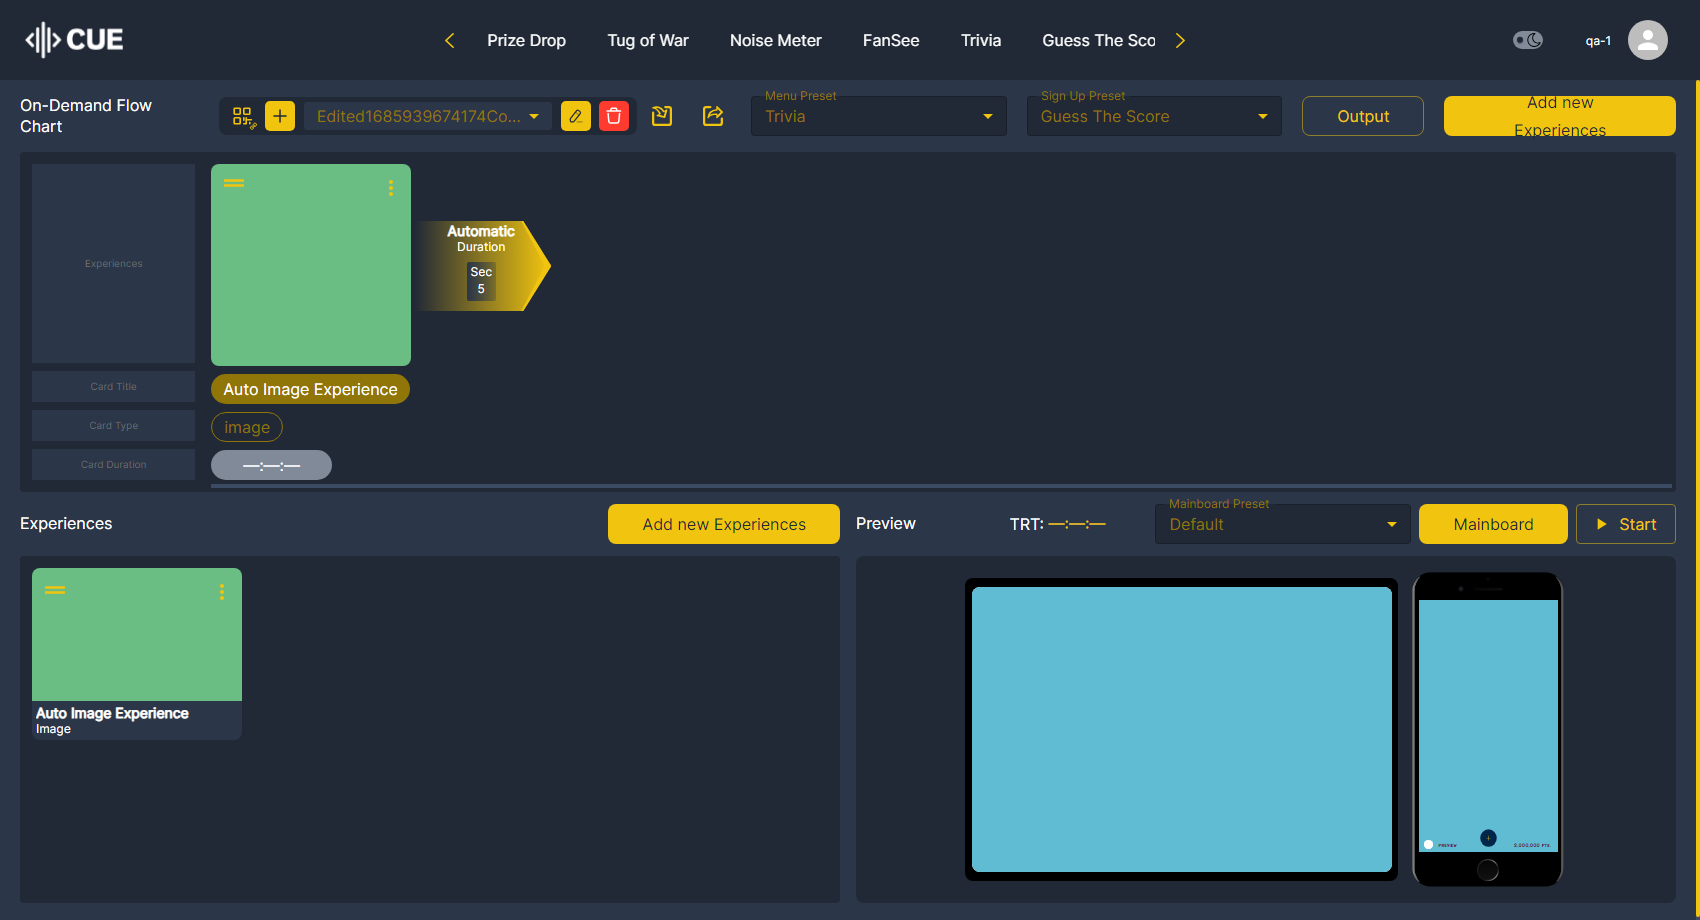 CUE
Prize Drop
Tug of War
Noise Meter
FanSee
Trivia
Guess The Sco
qa-1
On-Demand Flow
Chart
Edited1685939674174Co...
Menu Preset
Trivia
Sign Up Preset
Guess The Score
Output
Add new
Experiences
Experiences
Automatic
Duration
Sec
5
Card Title
Auto Image Experience
Card Type
image
Card Duration
—:—:—
Experiences
Add new Experiences
Preview
TRT: —:—:—
Mainboard Preset
Default
Mainboard
Start
Auto Image Experience
Image
PREVIEW